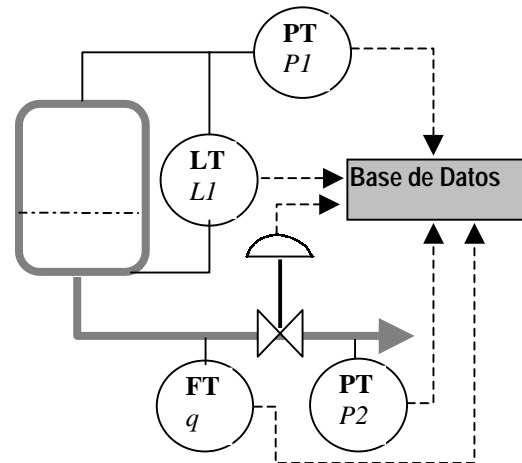 PT
P1
LT
L1
Base de Datos
FT
q
PT
P2